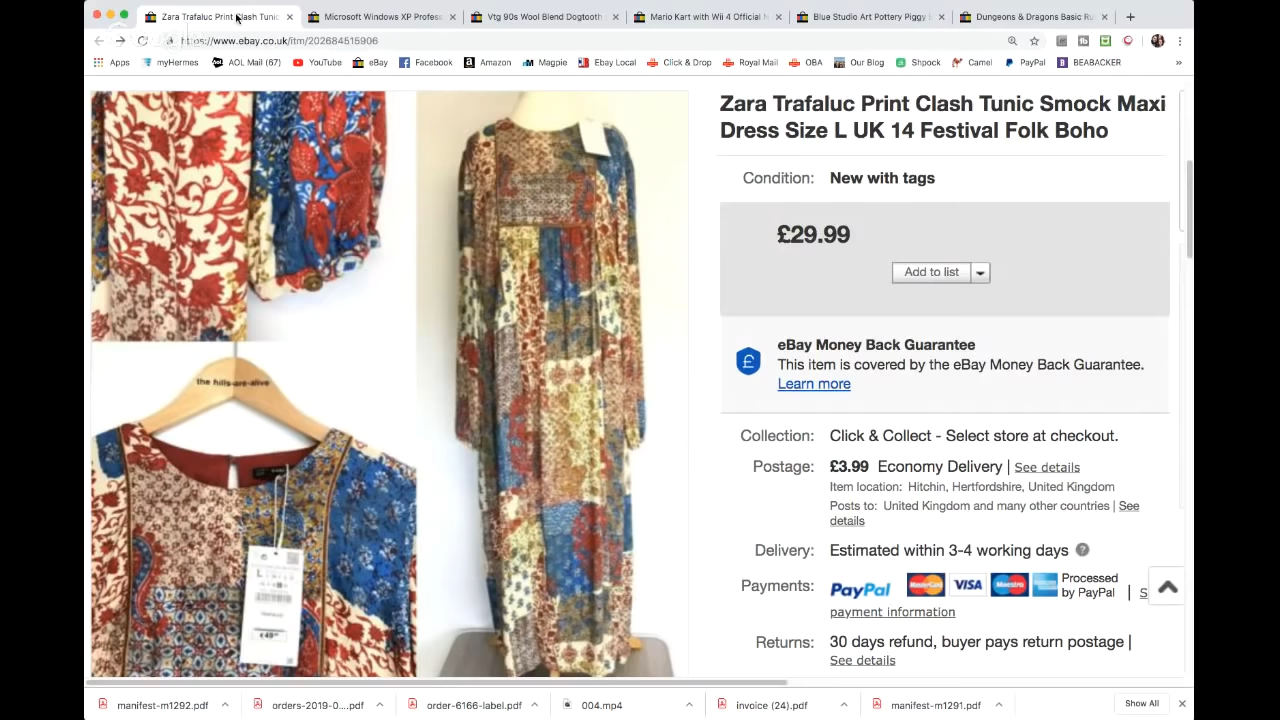 Zara Trafaluc Print Clash Tunic
Microsoft Windows XP Profess
Vtg 90s Wool Blend Dogtooth
Mario Kart with Wii 4 Official N
Blue Studio Art Pottery Piggy
Dungeons & Dragons Basic Ru
https://www.ebay.co.uk/itm/202684515906
Apps
myHermes
AOL Mail (67)
YouTube
eBay
Facebook
Amazon
Magpie
Ebay Local
Click & Drop
Royal Mail
OBA
Our Blog
Shpock
Camel
PayPal
BEABACKER
»
Zara Trafaluc Print Clash Tunic Smock Maxi
Dress Size L UK 14 Festival Folk Boho
Condition: New with tags
£29.99
Add to list
eBay Money Back Guarantee
This item is covered by the eBay Money Back Guarantee.
Learn more
the hills-are-alive
L
Collection: Click & Collect - Select store at checkout.
Postage: £3.99 Economy Delivery | See details
Item location: Hitchin, Hertfordshire, United Kingdom
Posts to: United Kingdom and many other countries | See
details
Delivery: Estimated within 3-4 working days ?
Payments: PayPal MasterCard VISA Maestro Processed
by PayPal | S
payment information
Returns: 30 days refund, buyer pays return postage |
See details
manifest-m1292.pdf
orders-2019-0....pdf
order-6166-label.pdf
004.mp4
invoice (24).pdf
manifest-m1291.pdf
Show All